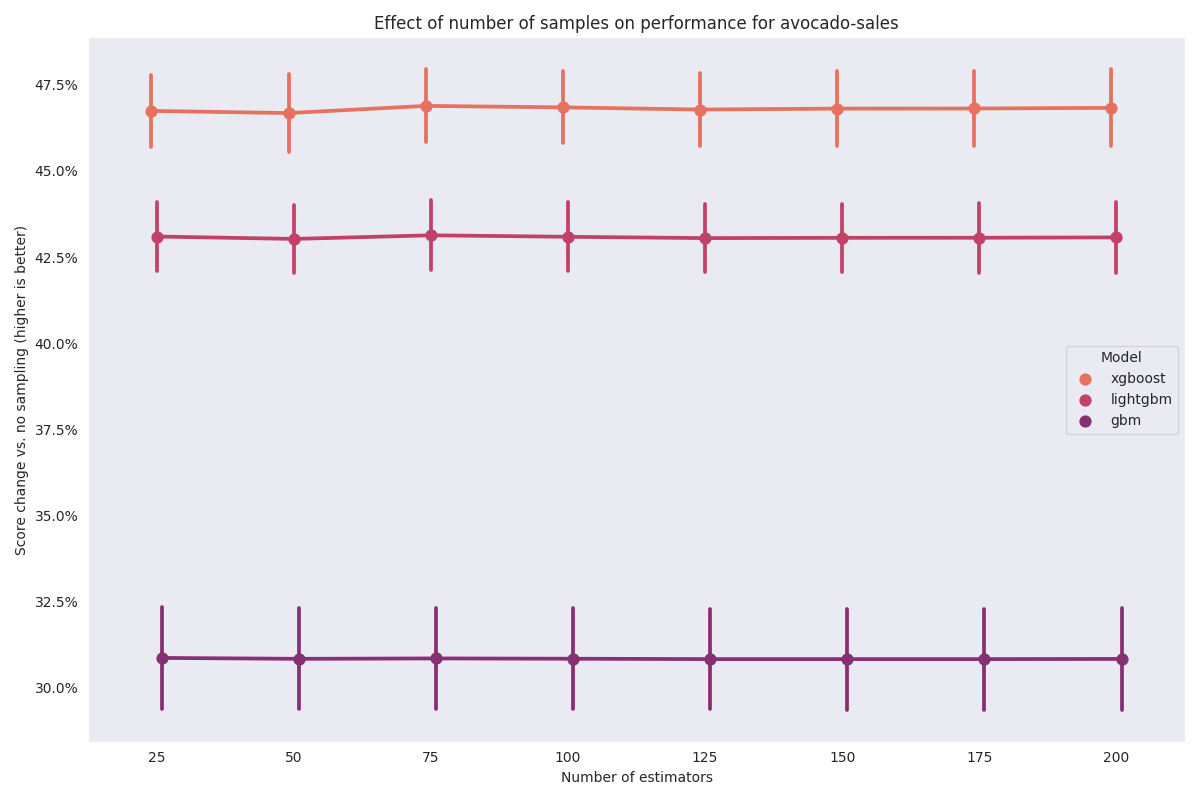 Effect of number of samples on performance for avocado-sales
47.5%
45.0%
42.5%
40.0%
37.5%
35.0%
32.5%
30.0%
Score change vs. no sampling (higher is better)
Model
xgboost
lightgbm
gbm
25 50 75 100 125 150 175 200
Number of estimators